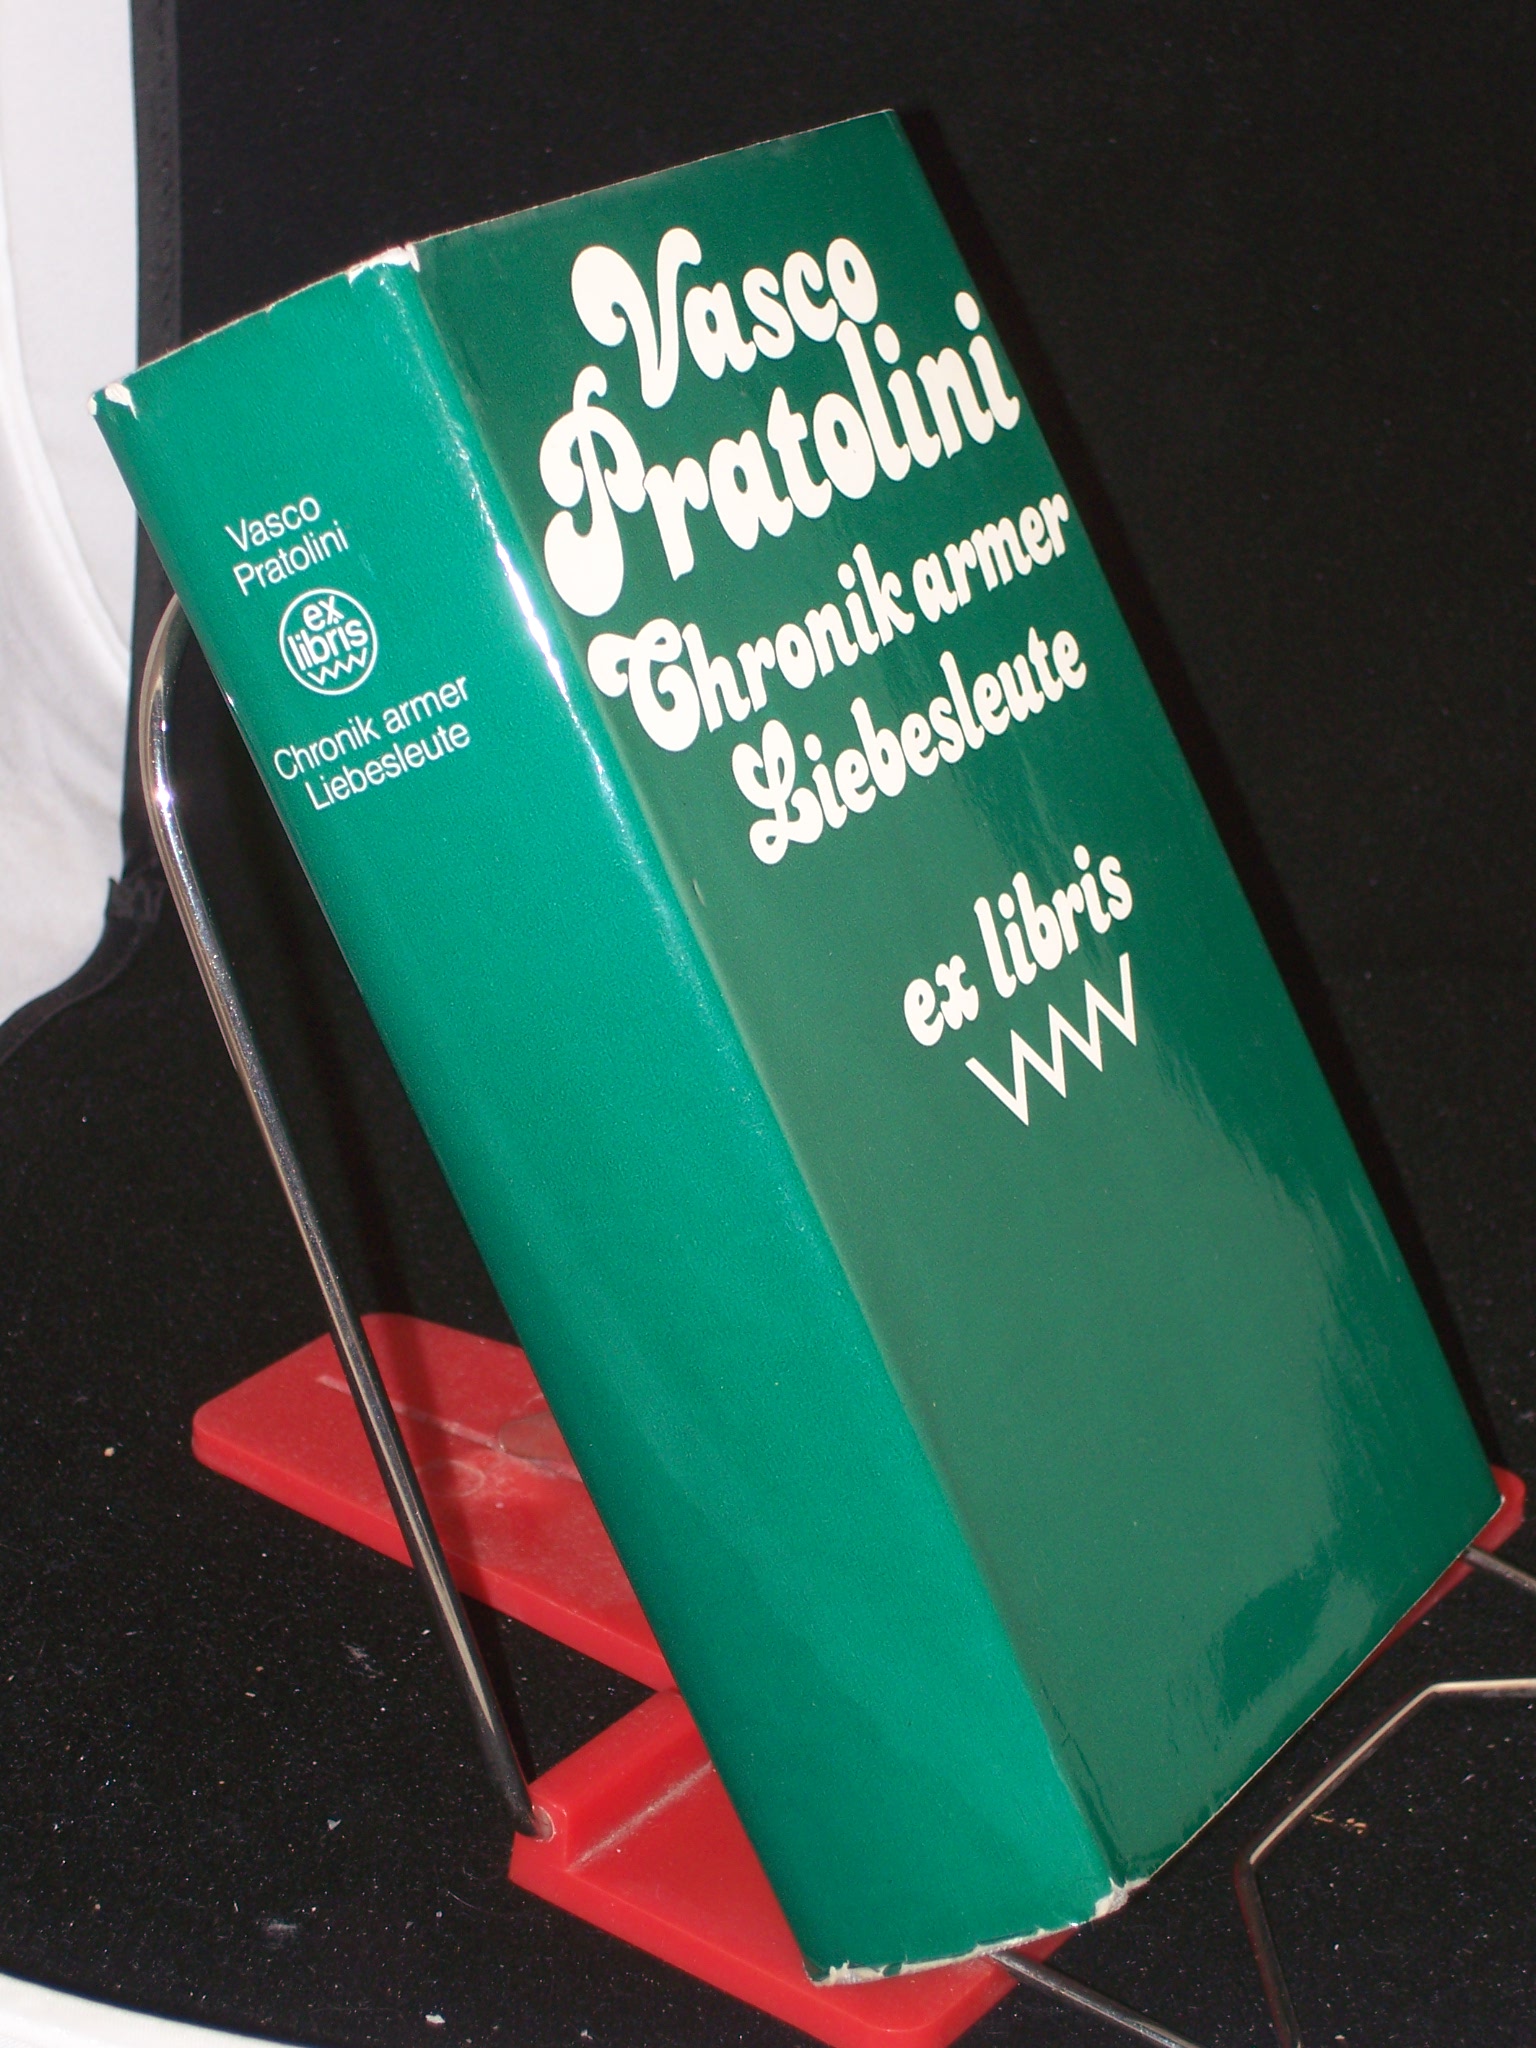 Vasco
Pratolini
ex
libris
Chronik armer
Liebesleute
Vasco
Pratolini
Chronik armer
Liebesleute
ex libris